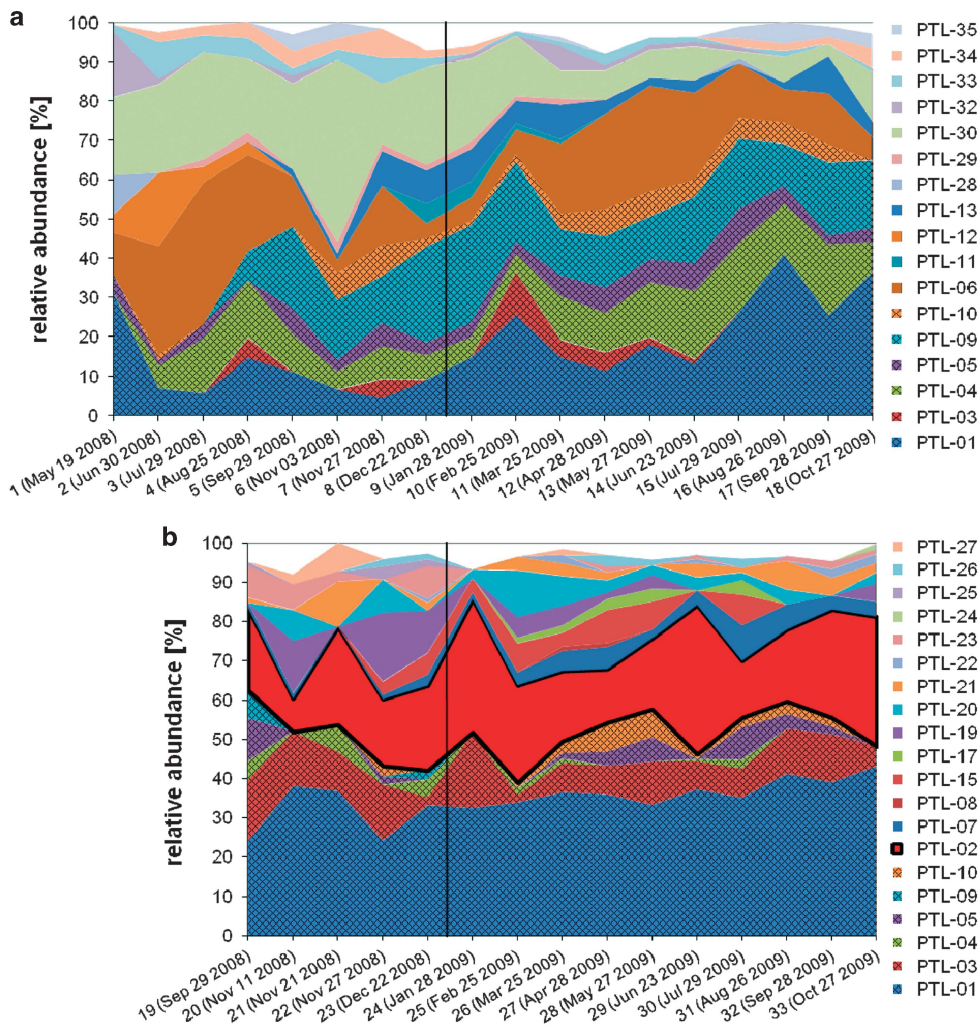 a
relative abundance [%]
100
90
80
70
60
50
40
30
20
10
0
1 (May 19 2008)
2 (Jun 30 2008)
3 (Jul 29 2008)
4 (Aug 25 2008)
5 (Sep 29 2008)
6 (Nov 03 2008)
7 (Nov 27 2008)
8 (Dec 22 2008)
9 (Jan 28 2009)
10 (Feb 25 2009)
11 (Mar 25 2009)
12 (Apr 28 2009)
13 (May 27 2009)
14 (Jun 23 2009)
15 (Jul 29 2009)
16 (Aug 26 2009)
17 (Sep 28 2009)
18 (Oct 27 2009)
PTL-35
PTL-34
PTL-33
PTL-32
PTL-30
PTL-29
PTL-28
PTL-13
PTL-12
PTL-11
PTL-06
PTL-10
PTL-09
PTL-05
PTL-04
PTL-03
PTL-01
b
relative abundance [%]
100
90
80
70
60
50
40
30
20
10
0
19 (Sep 29 2008)
20 (Nov 11 2008)
21 (Nov 21 2008)
22 (Nov 27 2008)
23 (Dec 22 2008)
24 (Jan 28 2009)
25 (Feb 25 2009)
26 (Mar 25 2009)
27 (Apr 28 2009)
28 (May 27 2009)
29 (Jun 23 2009)
30 (Jul 29 2009)
31 (Aug 26 2009)
32 (Sep 28 2009)
33 (Oct 27 2009)
PTL-27
PTL-26
PTL-25
PTL-24
PTL-23
PTL-22
PTL-21
PTL-20
PTL-19
PTL-17
PTL-15
PTL-08
PTL-07
PTL-02
PTL-10
PTL-09
PTL-05
PTL-04
PTL-03
PTL-01